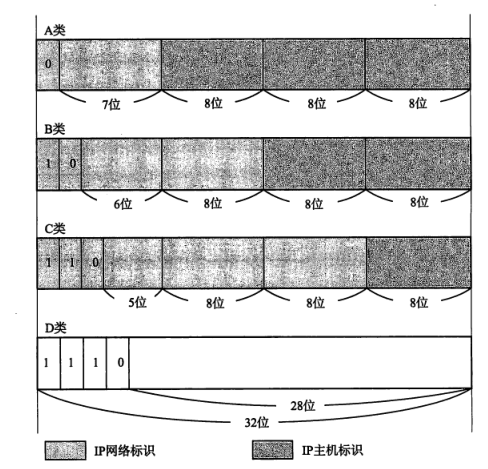 A类
0
7位 8位 8位 8位
B类
1 0
6位 8位 8位 8位
C类
1 1 0
5位 8位 8位 8位
D类
1 1 1 0
28位
32位
IP网络标识 IP主机标识